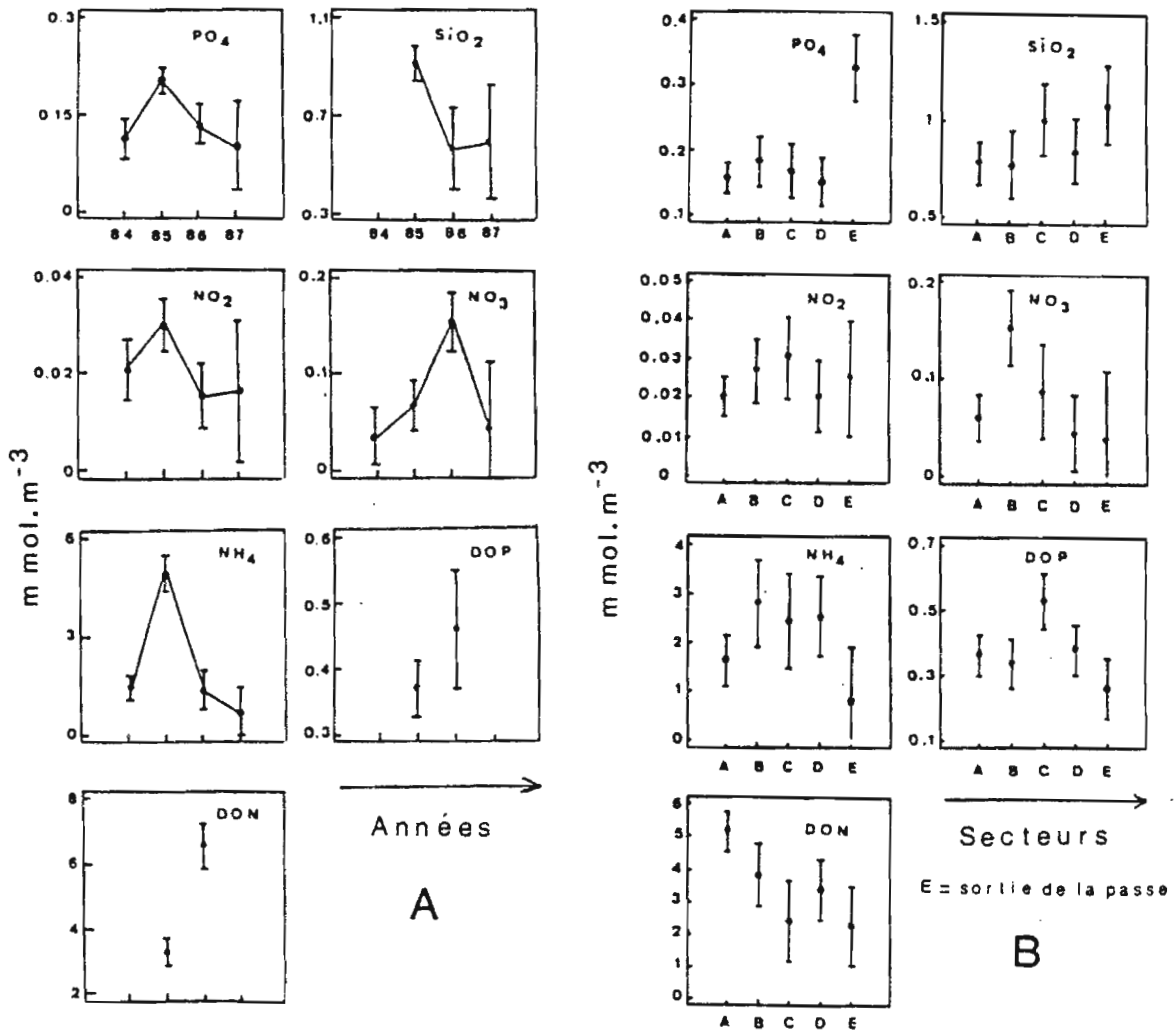 0.3
0.15
0
PO4
84 85 86 87
1.1
0.7
0.3
SiO2
84 85 86 87
0.04
0.02
0
NO2
0.2
0.1
0
NO3
6
3
0
NH4
0.6
0.5
0.4
0.3
DOP
8
6
4
2
DON
m mol.m-3
Années
A
0.4
0.3
0.2
0.1
PO4
A B C D E
1.5
1
0.5
SiO2
A B C D E
0.05
0.04
0.03
0.02
0.01
0
NO2
A B C D E
0.2
0.1
0
NO3
A B C D E
4
3
2
1
0
NH4
A B C D E
0.7
0.5
0.3
0.1
DOP
A B C D E
6
5
4
3
2
1
0
DON
A B C D E
m mol.m-3
Secteurs
E = sortie de la passe
B